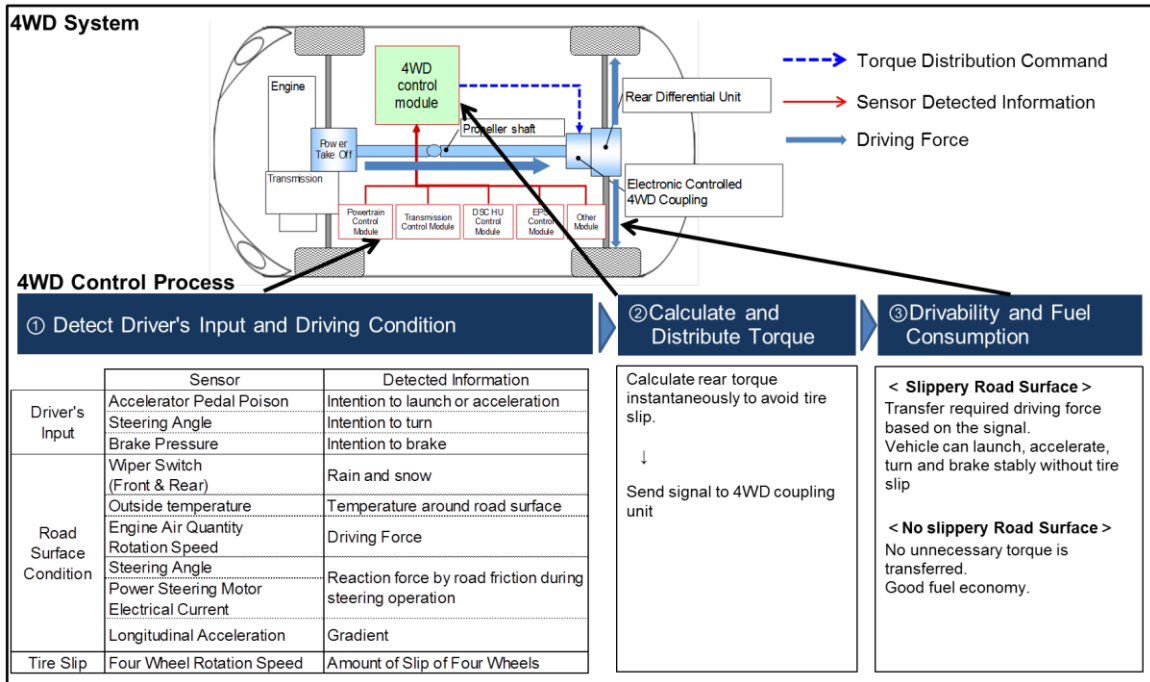 4WD System
4WD
control
module
Engine
Power
Take Off
Transmission
Propeller shaft
Rear Differential Unit
Electronic Controlled
4WD Coupling
Powertrain
Control
Module
Transmission
Control Module
DSC HU
Control
Module
EPS
Control
Module
Other
Module
Torque Distribution Command
Sensor Detected Information
Driving Force
4WD Control Process
① Detect Driver's Input and Driving Condition
Sensor Detected Information
Driver's
Input
Accelerator Pedal Poison Intention to launch or acceleration
Steering Angle Intention to turn
Brake Pressure Intention to brake
Road
Surface
Condition
Wiper Switch
(Front & Rear)
Rain and snow
Outside temperature Temperature around road surface
Engine Air Quantity
Rotation Speed
Driving Force
Steering Angle
Power Steering Motor
Electrical Current
Reaction force by road friction during
steering operation
Longitudinal Acceleration Gradient
Tire Slip Four Wheel Rotation Speed Amount of Slip of Four Wheels
②Calculate and
Distribute Torque
Calculate rear torque
instantaneously to avoid tire
slip.
↓
Send signal to 4WD coupling
unit
③Drivability and Fuel
Consumption
< Slippery Road Surface >
Transfer required driving force
based on the signal.
Vehicle can launch, accelerate,
turn and brake stably without tire
slip
< No slippery Road Surface >
No unnecessary torque is
transferred.
Good fuel economy.